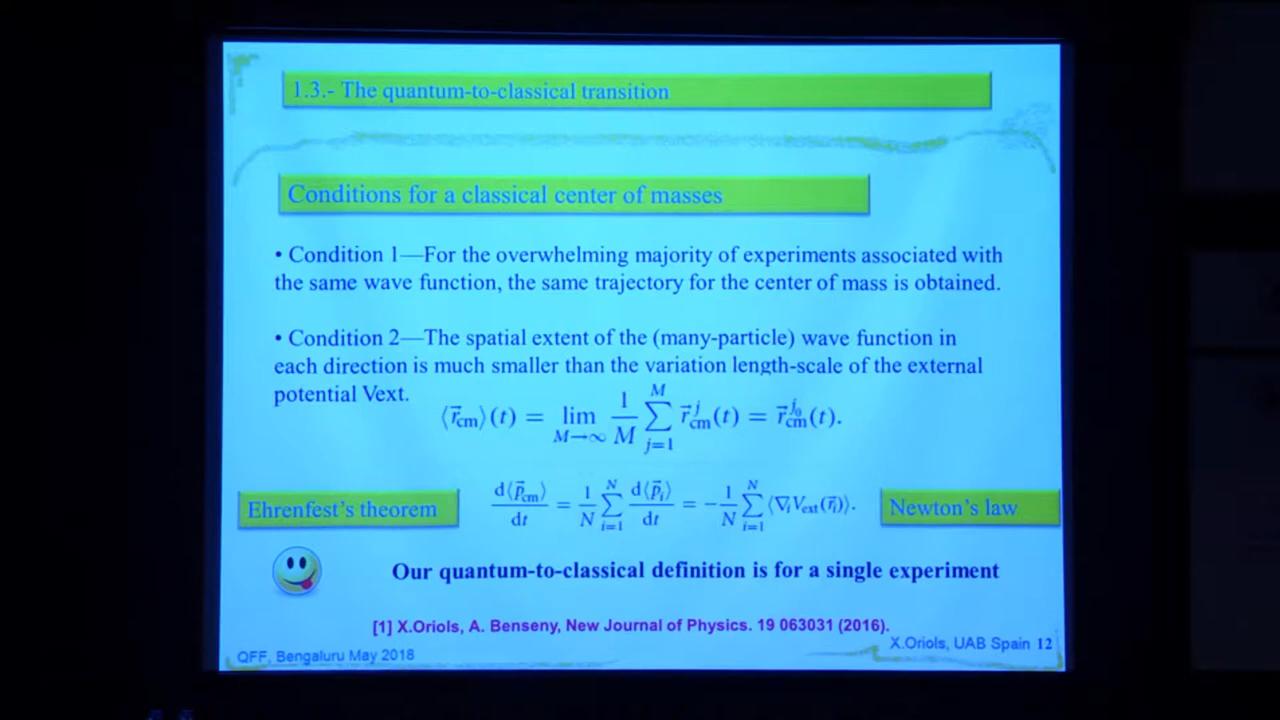 1.3.- The quantum-to-classical transition
Conditions for a classical center of masses
• Condition 1—For the overwhelming majority of experiments associated with
the same wave function, the same trajectory for the center of mass is obtained.
• Condition 2—The spatial extent of the (many-particle) wave function in
each direction is much smaller than the variation length-scale of the external
potential Vext.
⟨r⃗cm⟩(t) = lim M→∞ 1/M ∑ j=1 M r⃗ j cm(t) = r⃗ j₀ cm(t).
Ehrenfest's theorem
d⟨p⃗cm⟩/dt = 1/N ∑ i=1 N d⟨p⃗i⟩/dt = − 1/N ∑ i=1 N ⟨∇iVext(r⃗i)⟩.
Newton's law
Our quantum-to-classical definition is for a single experiment
[1] X.Oriols, A. Benseny, New Journal of Physics. 19 063031 (2016).
X.Oriols, UAB Spain 12
QFF, Bengaluru May 2018